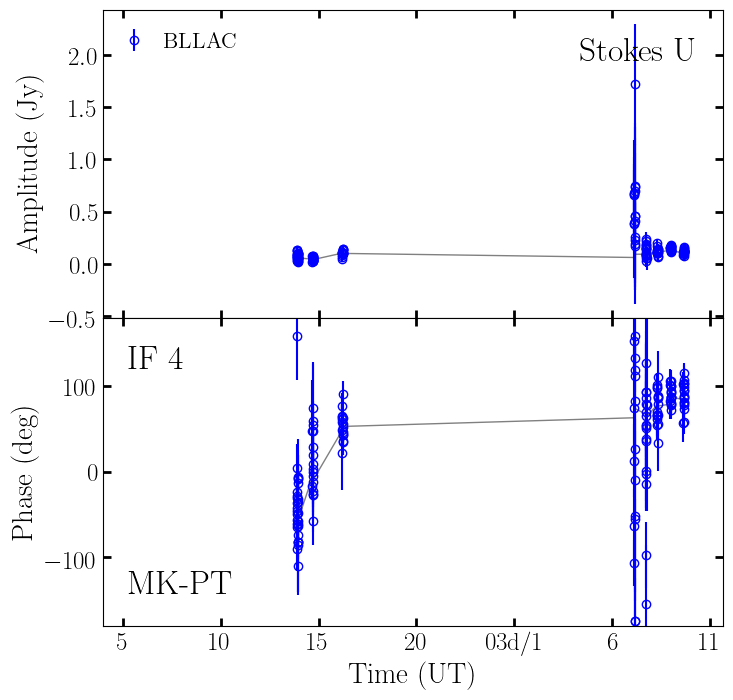 BLLAC
Stokes U
2.0
1.5
1.0
0.5
0.0
−0.5
Amplitude (Jy)
IF 4
100
0
−100
Phase (deg)
MK-PT
5 10 15 20 03d/1 6 11
Time (UT)